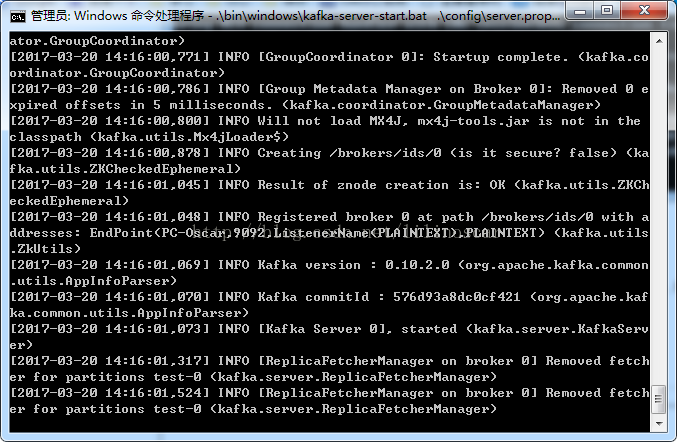 管理员: Windows 命令处理程序 - .\bin\windows\kafka-server-start.bat .\config\server.prop...
ator.GroupCoordinator)
[2017-03-20 14:16:00,771] INFO [GroupCoordinator 0]: Startup complete. (kafka.co
ordinator.GroupCoordinator)
[2017-03-20 14:16:00,786] INFO [Group Metadata Manager on Broker 0]: Removed 0 e
xpired offsets in 5 milliseconds. (kafka.coordinator.GroupMetadataManager)
[2017-03-20 14:16:00,800] INFO Will not load MX4J, mx4j-tools.jar is not in the
classpath (kafka.utils.Mx4jLoader$)
[2017-03-20 14:16:00,878] INFO Creating /brokers/ids/0 (is it secure? false) (ka
fka.utils.ZKCheckedEphemeral)
[2017-03-20 14:16:01,045] INFO Result of znode creation is: OK (kafka.utils.ZKCh
eckedEphemeral)
[2017-03-20 14:16:01,048] INFO Registered broker 0 at path /brokers/ids/0 with a
ddresses: EndPoint(PC-Oscar,9092,ListenerName(PLAINTEXT),PLAINTEXT) (kafka.utils
.ZkUtils)
[2017-03-20 14:16:01,069] INFO Kafka version : 0.10.2.0 (org.apache.kafka.common
.utils.AppInfoParser)
[2017-03-20 14:16:01,070] INFO Kafka commitId : 576d93a8dc0cf421 (org.apache.kaf
ka.common.utils.AppInfoParser)
[2017-03-20 14:16:01,073] INFO [Kafka Server 0], started (kafka.server.KafkaServ
er)
[2017-03-20 14:16:01,317] INFO [ReplicaFetcherManager on broker 0] Removed fetch
er for partitions test-0 (kafka.server.ReplicaFetcherManager)
[2017-03-20 14:16:01,524] INFO [ReplicaFetcherManager on broker 0] Removed fetch
er for partitions test-0 (kafka.server.ReplicaFetcherManager)